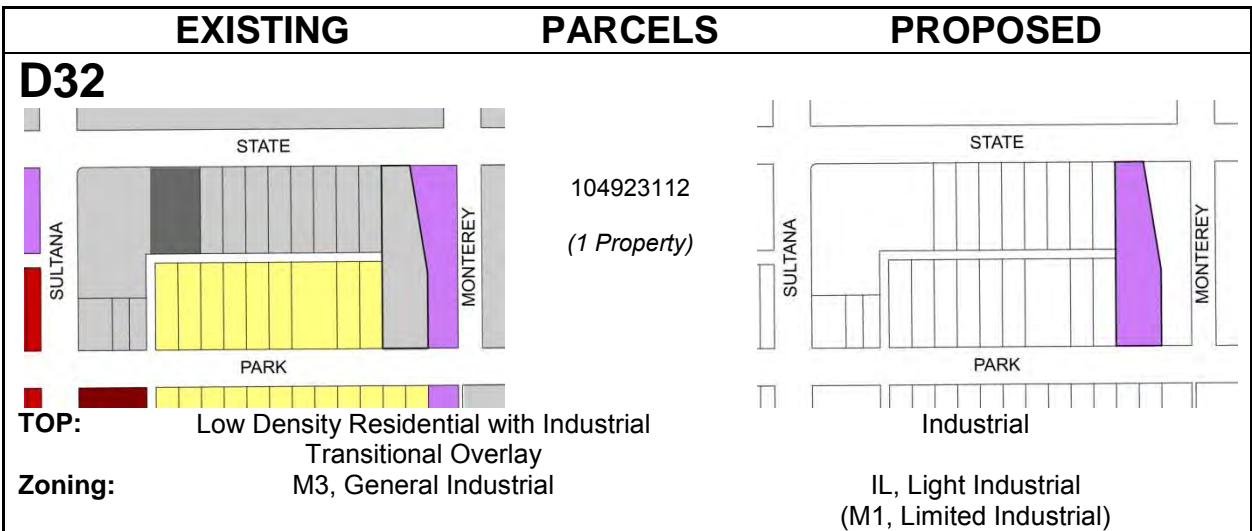 EXISTING PARCELS PROPOSED
D32
STATE
SULTANA
MONTEREY
PARK
104923112
(1 Property)
STATE
SULTANA
MONTEREY
PARK
TOP: Low Density Residential with Industrial Industrial
Transitional Overlay
Zoning: M3, General Industrial IL, Light Industrial
(M1, Limited Industrial)